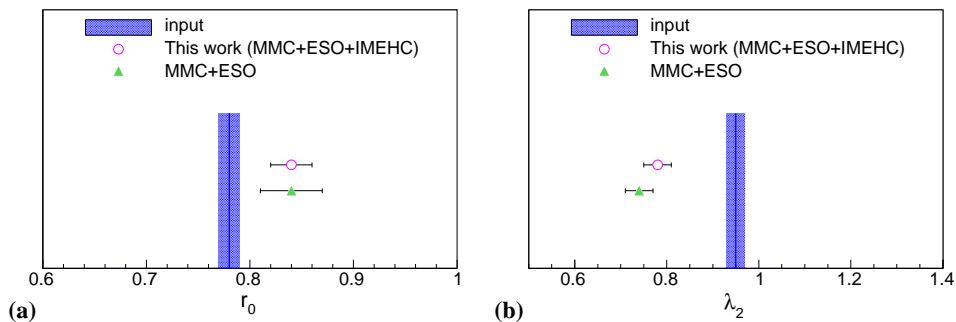 input
This work (MMC+ESO+IMEHC)
MMC+ESO
0.6 0.7 0.8 0.9 1
r0
(a)
input
This work (MMC+ESO+IMEHC)
MMC+ESO
0.6 0.8 1 1.2 1.4
λ2
(b)